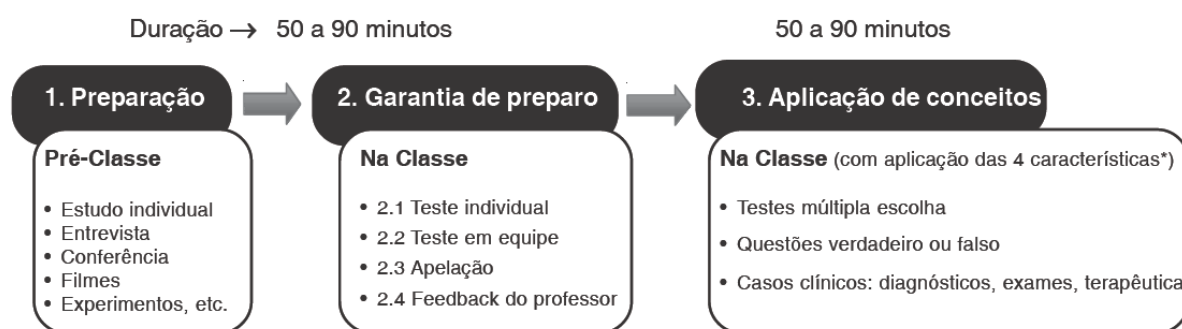 Duração → 50 a 90 minutos
50 a 90 minutos
1. Preparação
2. Garantia de preparo
3. Aplicação de conceitos
Pré-Classe
• Estudo individual
• Entrevista
• Conferência
• Filmes
• Experimentos, etc.
Na Classe
• 2.1 Teste individual
• 2.2 Teste em equipe
• 2.3 Apelação
• 2.4 Feedback do professor
Na Classe (com aplicação das 4 características*)
• Testes múltipla escolha
• Questões verdadeiro ou falso
• Casos clínicos: diagnósticos, exames, terapêutica